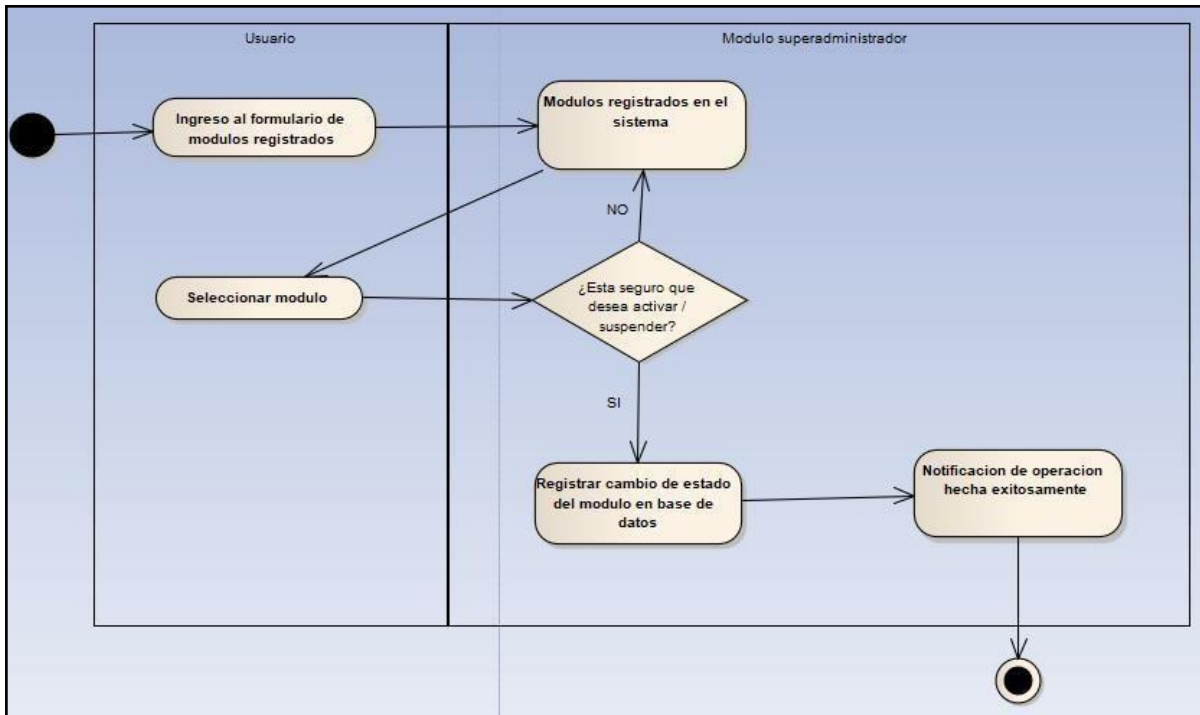 Usuario
Modulo superadministrador
Ingreso al formulario de
modulos registrados
Modulos registrados en el
sistema
NO
Seleccionar modulo
¿Esta seguro que
desea activar /
suspender?
SI
Registrar cambio de estado
del modulo en base de
datos
Notificacion de operacion
hecha exitosamente